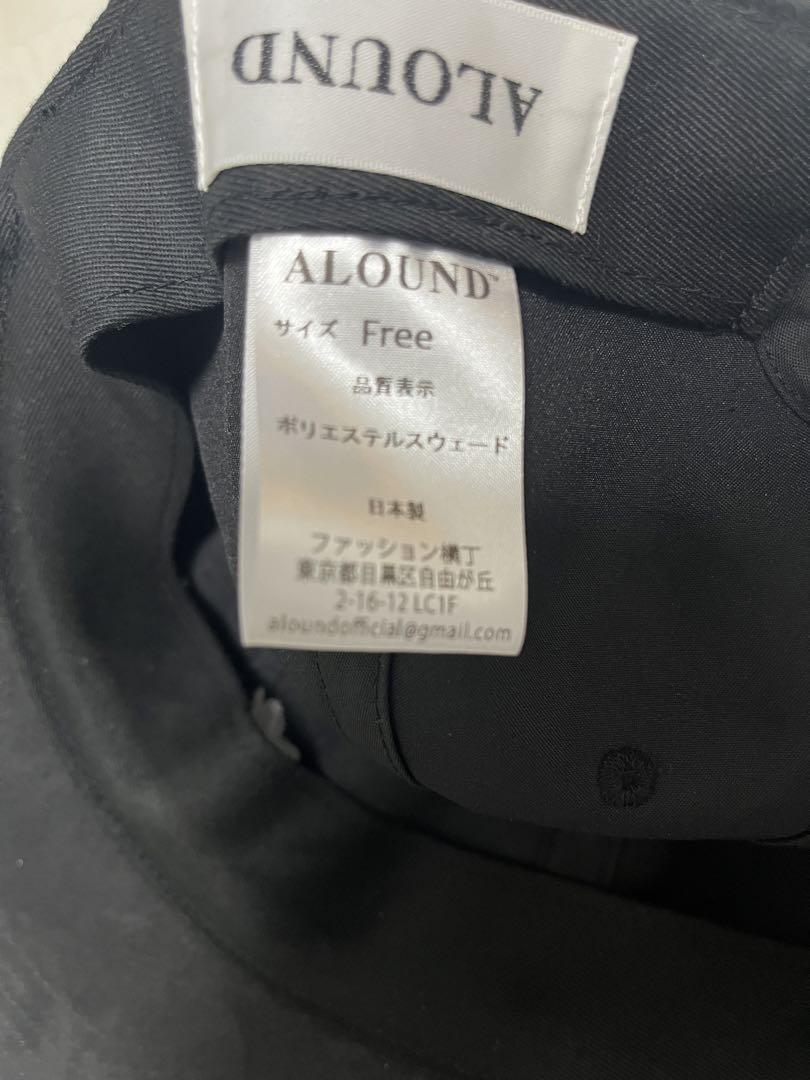 ALOUND
ALOUND™
サイズ Free
品質表示
ポリエステルスウェード
日本製
ファッション横丁
東京都目黒区自由が丘
2-16-12 LC1F
aloundofficial@gmail.com